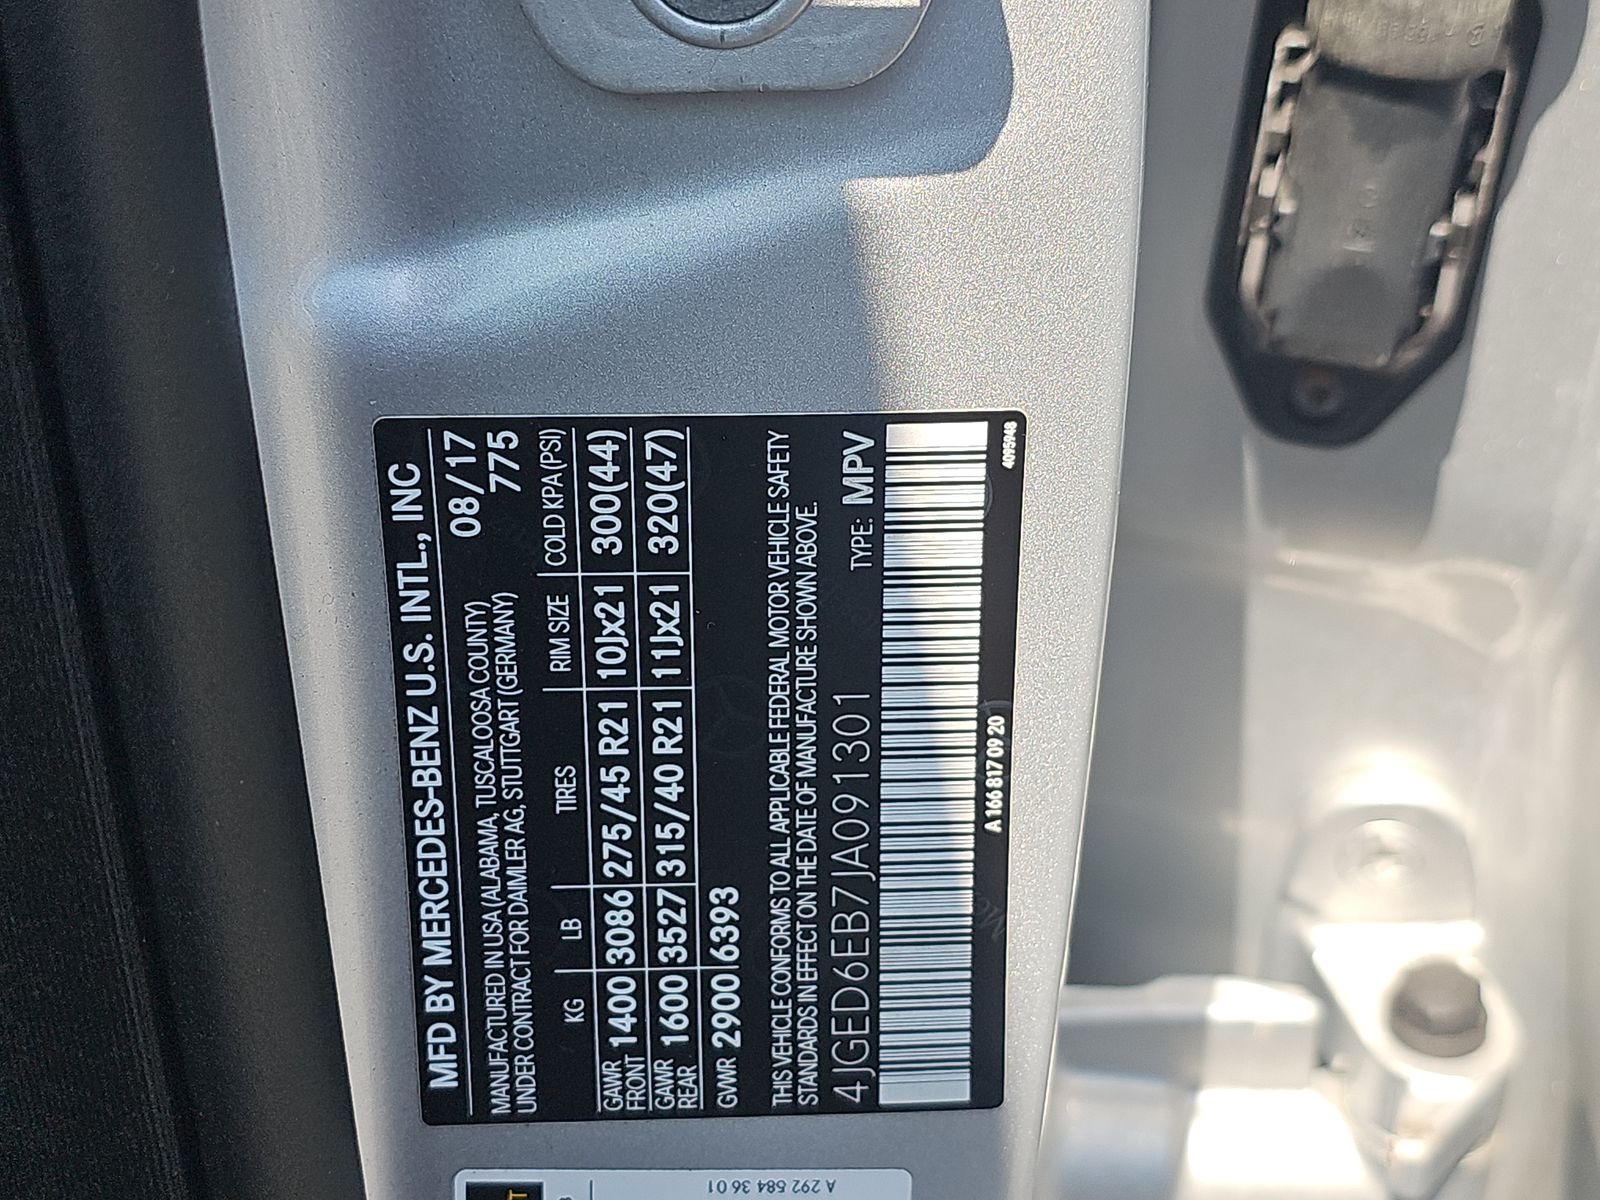 MFD BY MERCEDES-BENZ U.S. INTL., INC
MANUFACTURED IN USA (ALABAMA, TUSCALOOSA COUNTY) 08/17
UNDER CONTRACT FOR DAIMLER AG, STUTTGART (GERMANY) 775
KG LB TIRES RIM SIZE COLD KPA (PSI)
GAWR FRONT 1400 3086 275/45 R21 10Jx21 300(44)
GAWR REAR 1600 3527 315/40 R21 11Jx21 320(47)
GVWR 2900 6393
THIS VEHICLE CONFORMS TO ALL APPLICABLE FEDERAL MOTOR VEHICLE SAFETY
STANDARDS IN EFFECT ON THE DATE OF MANUFACTURE SHOWN ABOVE.
4JGED6EB7JA091301 TYPE: MPV
A 166 817 09 20
4095948
A 292 584 36 01